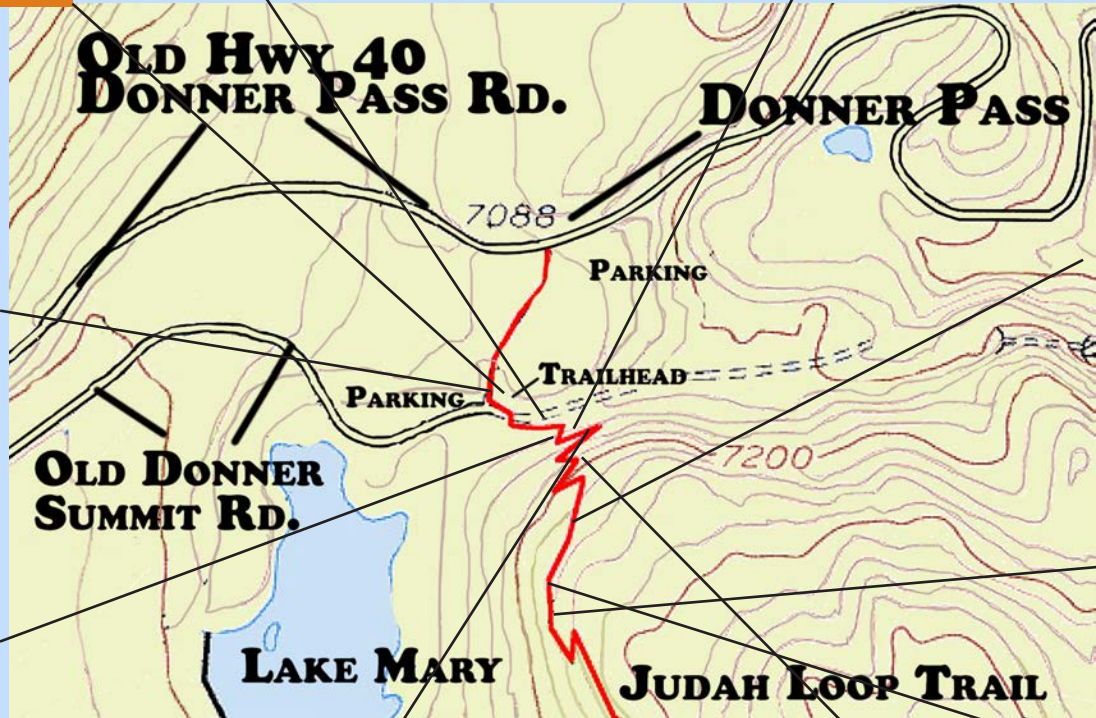 Old Hwy 40
Donner Pass Rd.
Donner Pass
7088
Parking
Trailhead
Parking
7200
Old Donner
Summit Rd.
Lake Mary
Judah Loop Trail